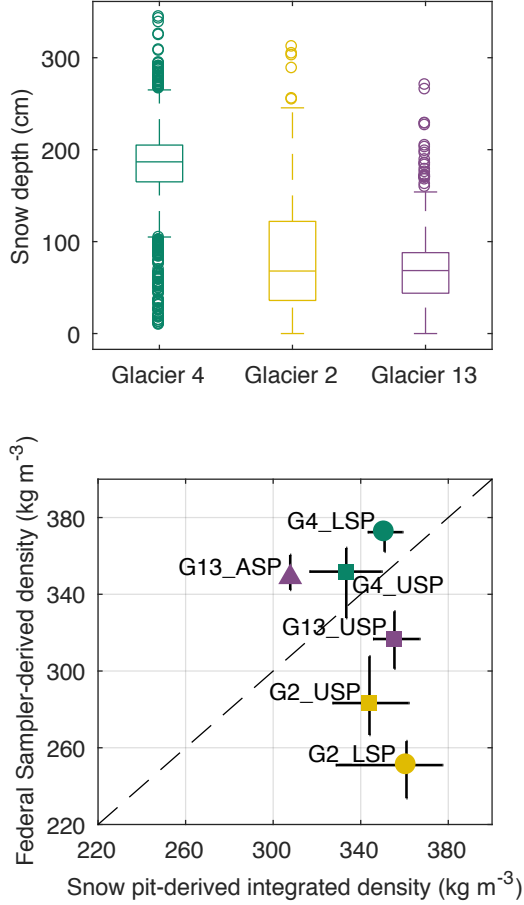 300
200
100
0
Snow depth (cm)
Glacier 4
Glacier 2
Glacier 13
380
340
300
260
220
Federal Sampler-derived density (kg m⁻³)
G4_LSP
G13_ASP
G4_USP
G13_USP
G2_USP
G2_LSP
220
260
300
340
380
Snow pit-derived integrated density (kg m⁻³)